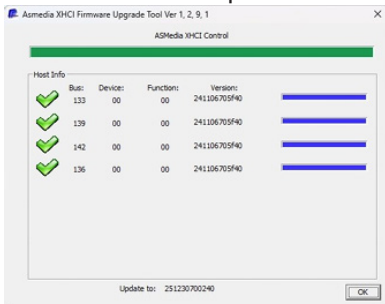 Asmedia XHCI Firmware Upgrade Tool Ver 1, 2, 9, 1
ASMedia XHCI Control
Host Info
Bus: Device: Function: Version:
133 00 00 241106705f40
139 00 00 241106705f40
142 00 00 241106705f40
136 00 00 241106705f40
Update to: 251230700240
OK